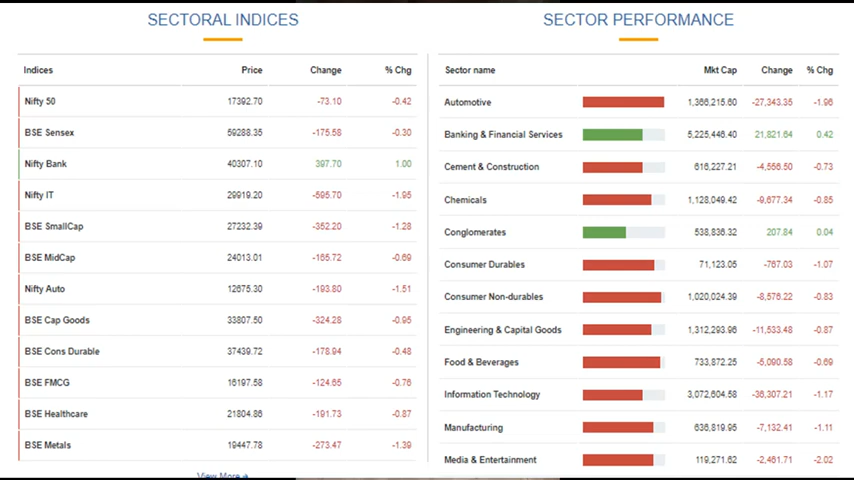 SECTORAL INDICES
Indices Price Change % Chg
Nifty 50 17392.70 -73.10 -0.42
BSE Sensex 59288.35 -175.58 -0.30
Nifty Bank 40307.10 397.70 1.00
Nifty IT 29919.20 -595.70 -1.95
BSE SmallCap 27232.39 -352.20 -1.28
BSE MidCap 24013.01 -165.72 -0.69
Nifty Auto 12675.30 -193.80 -1.51
BSE Cap Goods 33807.50 -324.28 -0.95
BSE Cons Durable 37439.72 -178.94 -0.48
BSE FMCG 16197.58 -124.65 -0.76
BSE Healthcare 21804.86 -191.73 -0.87
BSE Metals 19447.78 -273.47 -1.39
View More
SECTOR PERFORMANCE
Sector name Mkt Cap Change % Chg
Automotive 1,366,215.60 -27,343.35 -1.96
Banking & Financial Services 5,225,446.40 21,821.64 0.42
Cement & Construction 616,227.21 -4,556.50 -0.73
Chemicals 1,128,049.42 -9,677.34 -0.85
Conglomerates 538,836.32 207.84 0.04
Consumer Durables 71,123.05 -767.03 -1.07
Consumer Non-durables 1,020,024.39 -8,576.22 -0.83
Engineering & Capital Goods 1,312,293.96 -11,533.48 -0.87
Food & Beverages 733,872.25 -5,090.58 -0.69
Information Technology 3,072,604.58 -36,307.21 -1.17
Manufacturing 636,819.96 -7,132.41 -1.11
Media & Entertainment 119,271.62 -2,461.71 -2.02